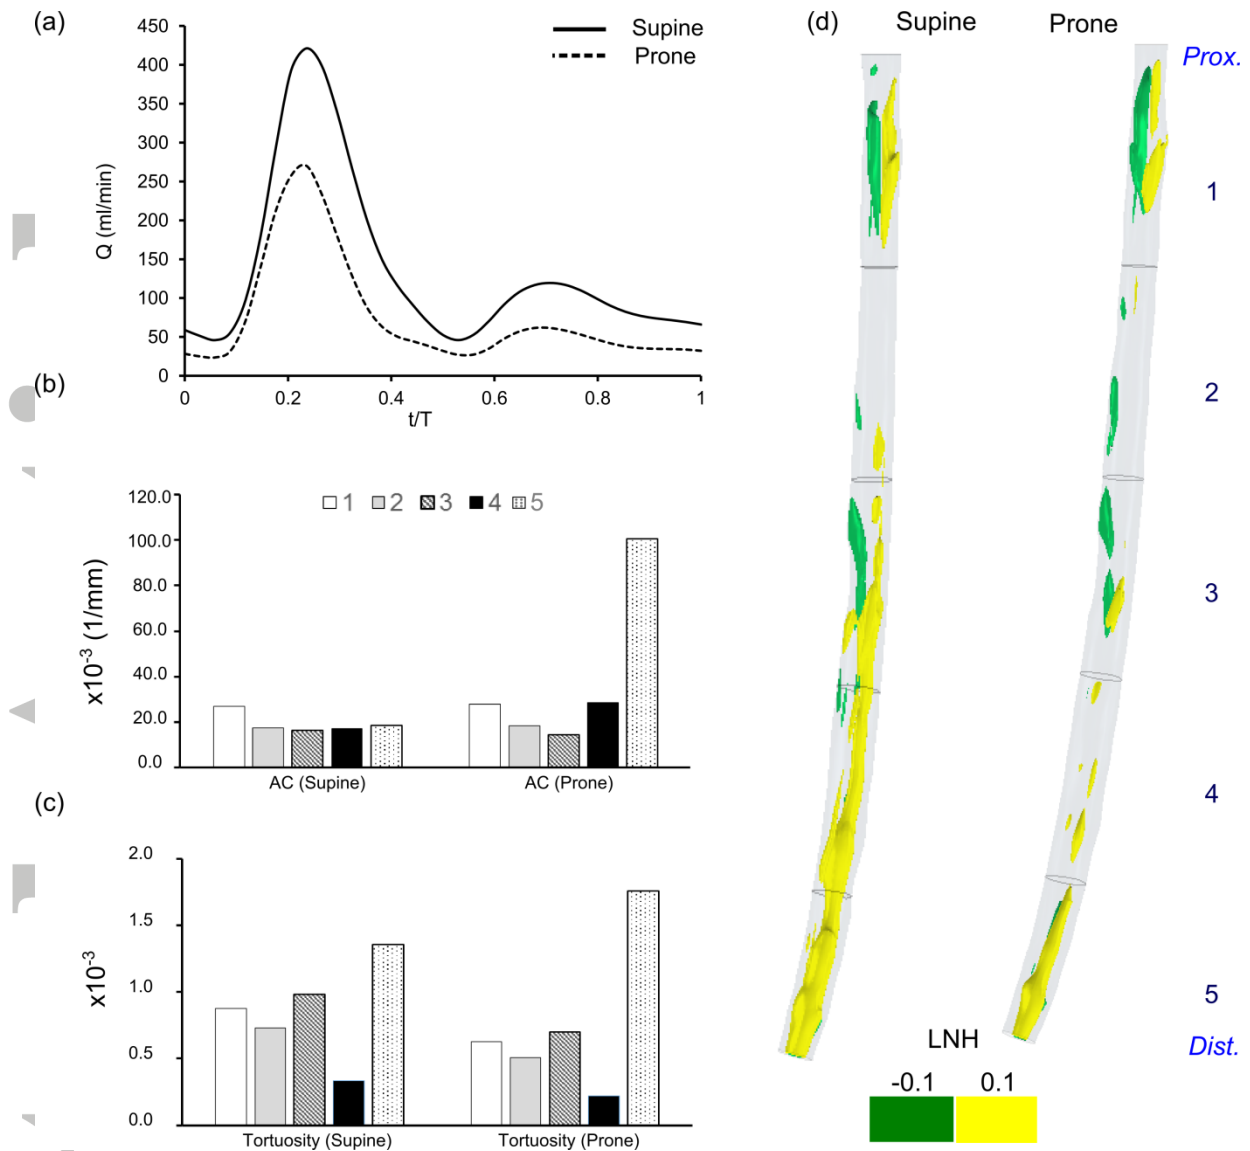 (a)
450
400
350
300
250
200
150
100
50
0
Q (ml/min)
0 0.2 0.4 0.6 0.8 1
t/T
Supine
Prone
(b)
120.0
100.0
80.0
60.0
40.0
20.0
0.0
x10⁻³ (1/mm)
1 2 3 4 5
AC (Supine) AC (Prone)
(c)
2.0
1.5
1.0
0.5
0.0
x10⁻³
Tortuosity (Supine) Tortuosity (Prone)
(d) Supine Prone
Prox.
1
2
3
4
5
Dist.
LNH
-0.1 0.1